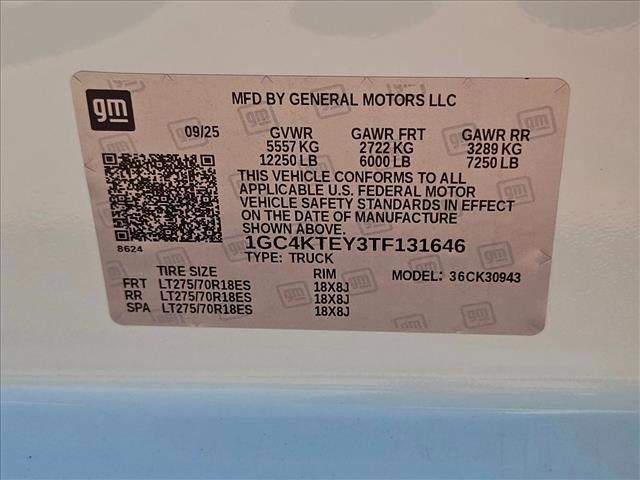 gm
MFD BY GENERAL MOTORS LLC
09/25 GVWR GAWR FRT GAWR RR
5557 KG 2722 KG 3289 KG
12250 LB 6000 LB 7250 LB
THIS VEHICLE CONFORMS TO ALL
APPLICABLE U.S. FEDERAL MOTOR
VEHICLE SAFETY STANDARDS IN EFFECT
ON THE DATE OF MANUFACTURE
SHOWN ABOVE.
8624 1GC4KTEY3TF131646
TYPE: TRUCK
TIRE SIZE RIM MODEL: 36CK30943
FRT LT275/70R18ES 18X8J
RR LT275/70R18ES 18X8J
SPA LT275/70R18ES 18X8J